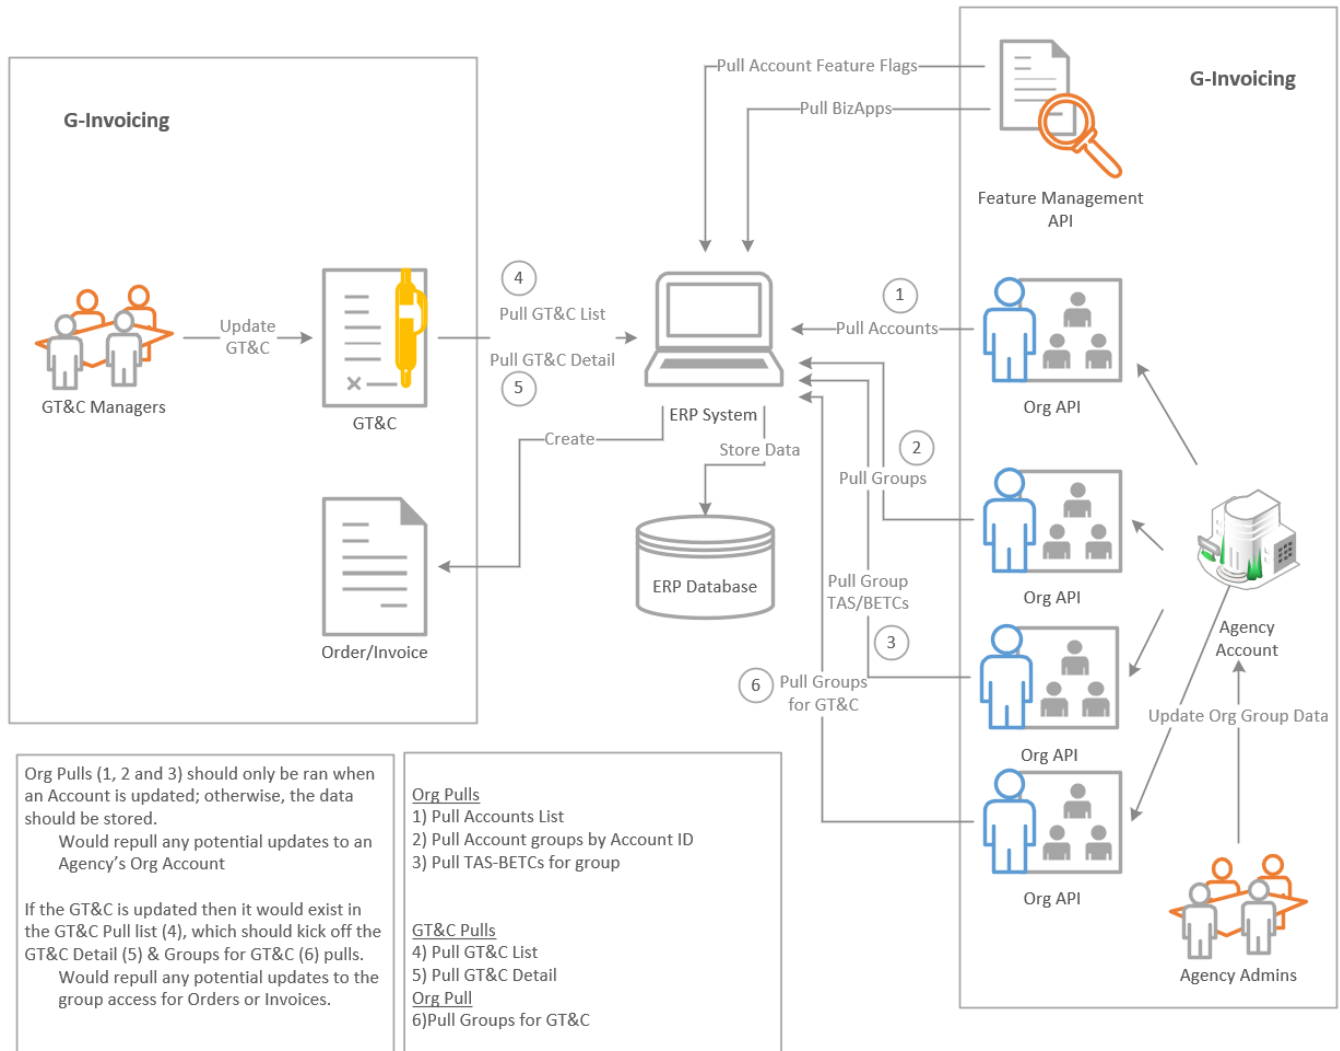 G-Invoicing
G-Invoicing
Pull Account Feature Flags
Pull BizApps
Feature Management
API
4
Pull GT&C List
Pull GT&C Detail
5
Update
GT&C
GT&C Managers
GT&C
1
Pull Accounts
Org API
ERP System
Create
Store Data
2
Pull Groups
ERP Database
Order/Invoice
Org API
Pull Group
TAS/BETCs
3
6
Pull Groups
for GT&C
Agency
Account
Update Org Group Data
Org API
Org API
Agency Admins
Org Pulls (1, 2 and 3) should only be ran when
an Account is updated; otherwise, the data
should be stored.
Would repull any potential updates to an
Agency's Org Account
If the GT&C is updated then it would exist in
the GT&C Pull list (4), which should kick off the
GT&C Detail (5) & Groups for GT&C (6) pulls.
Would repull any potential updates to the
group access for Orders or Invoices.
Org Pulls
1) Pull Accounts List
2) Pull Account groups by Account ID
3) Pull TAS-BETCs for group
GT&C Pulls
4) Pull GT&C List
5) Pull GT&C Detail
Org Pull
6)Pull Groups for GT&C